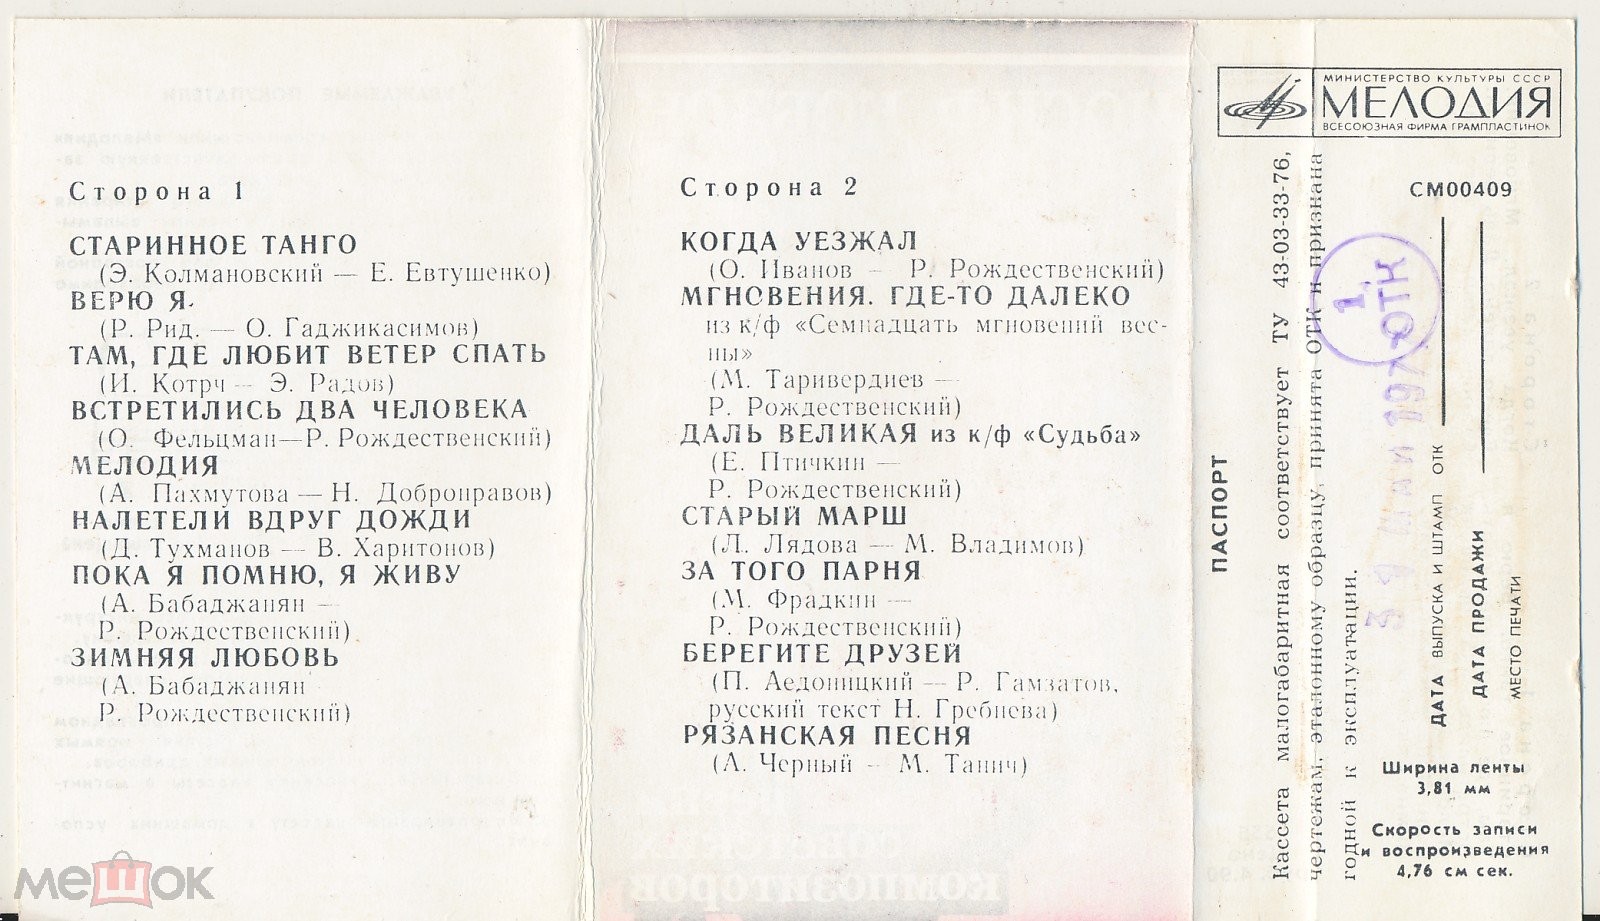 Сторона 1
СТАРИННОЕ ТАНГО
(Э. Колмановский — Е. Евтушенко)
ВЕРЮ Я
(Р. Рид. — О. Гаджикасимов)
ТАМ, ГДЕ ЛЮБИТ ВЕТЕР СПАТЬ
(И. Котрч — Э. Радов)
ВСТРЕТИЛИСЬ ДВА ЧЕЛОВЕКА
(О. Фельцман—Р. Рождественский)
МЕЛОДИЯ
(А. Пахмутова — Н. Добронравов)
НАЛЕТЕЛИ ВДРУГ ДОЖДИ
(Д. Тухманов — В. Харитонов)
ПОКА Я ПОМНЮ, Я ЖИВУ
(А. Бабаджанян —
Р. Рождественский)
ЗИМНЯЯ ЛЮБОВЬ
(А. Бабаджанян
Р. Рождественский)
Сторона 2
КОГДА УЕЗЖАЛ
(О. Иванов — Р. Рождественский)
МГНОВЕНИЯ. ГДЕ-ТО ДАЛЕКО
из к/ф «Семнадцать мгновений вес-
ны»
(М. Таривердиев —
Р. Рождественский)
ДАЛЬ ВЕЛИКАЯ из к/ф «Судьба»
(Е. Птичкин —
Р. Рождественский)
СТАРЫЙ МАРШ
(Л. Лядова — М. Владимов)
ЗА ТОГО ПАРНЯ
(М. Фрадкин —
Р. Рождественский)
БЕРЕГИТЕ ДРУЗЕЙ
(П. Аедоницкий — Р. Гамзатов,
русский текст Н. Гребнева)
РЯЗАНСКАЯ ПЕСНЯ
(А. Черный — М. Танич)
МИНИСТЕРСТВО КУЛЬТУРЫ СССР
МЕЛОДИЯ
ВСЕСОЮЗНАЯ ФИРМА ГРАМПЛАСТИНОК
СМ00409
ПАСПОРТ
Кассета малогабаритная соответствует ТУ 43-03-33-76,
чертежам, эталонному образцу, принята ОТК и признана
годной к эксплуатации.
ДАТА ВЫПУСКА И ШТАМП ОТК
ДАТА ПРОДАЖИ
МЕСТО ПЕЧАТИ
1
ОТК
Ширина ленты
3,81 мм
Скорость записи
и воспроизведения
4,76 см сек.
мешок